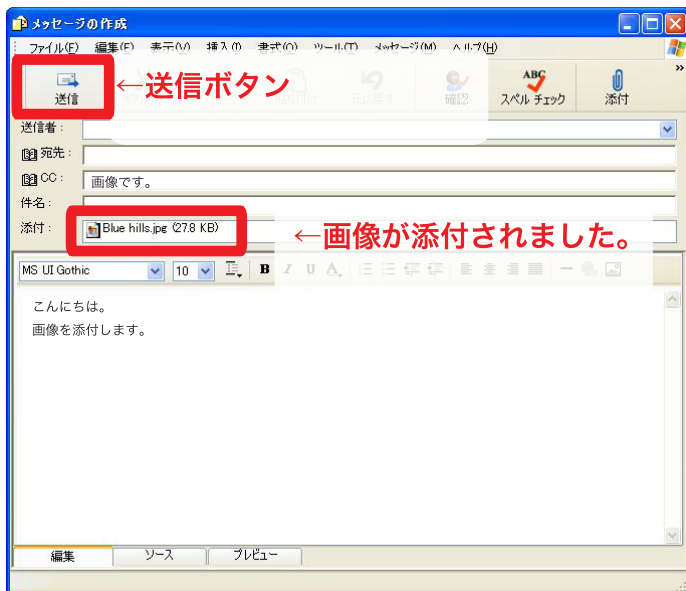 メッセージの作成
ファイル(F) 編集(E) 表示(V) 挿入(I) 書式(O) ツール(T) メッセージ(M) ヘルプ(H)
送信 ←送信ボタン 元に戻す 確認 ABC スペル チェック 添付 »
送信者:
宛先:
CC: 画像です。
件名:
添付: Blue hills.jpg (27.8 KB) ←画像が添付されました。
MS UI Gothic 10 B I U A
こんにちは。
画像を添付します。
編集 ソース プレビュー